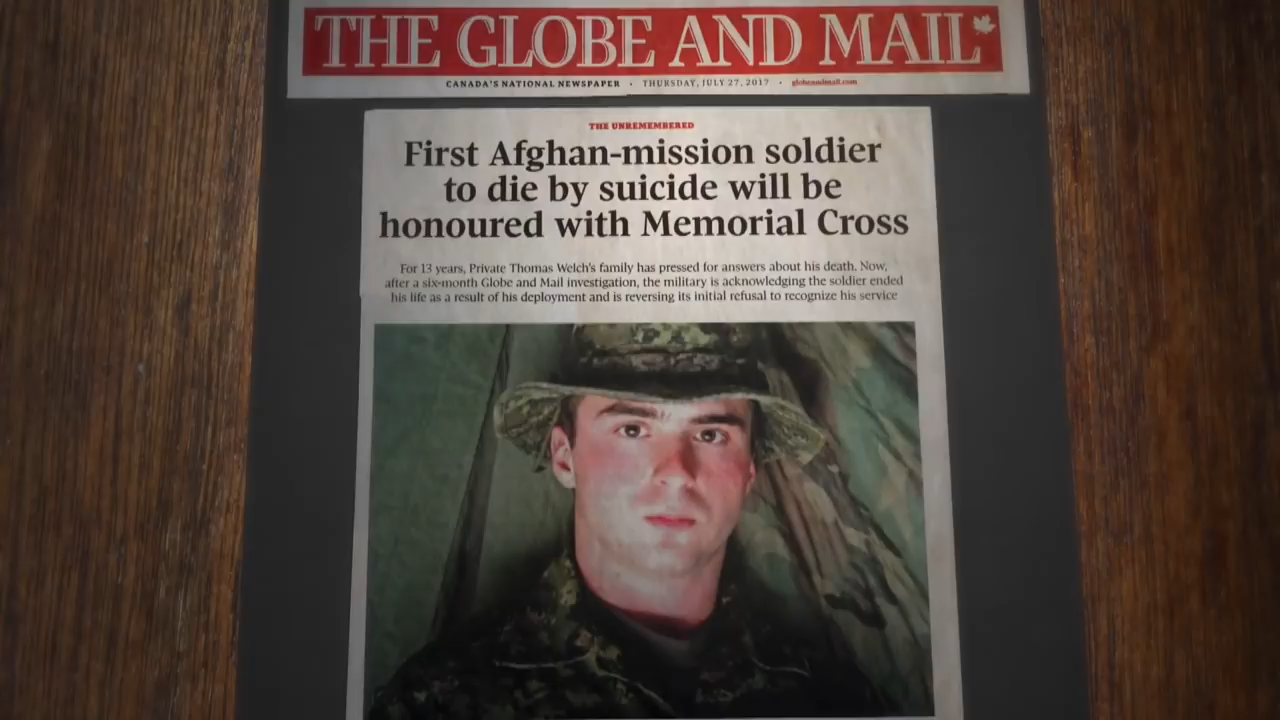 THE GLOBE AND MAIL*
CANADA'S NATIONAL NEWSPAPER • THURSDAY, JULY 27, 2017 • globeandmail.com
THE UNREMEMBERED
First Afghan-mission soldier
to die by suicide will be
honoured with Memorial Cross
For 13 years, Private Thomas Welch's family has pressed for answers about his death. Now,
after a six-month Globe and Mail investigation, the military is acknowledging the soldier ended
his life as a result of his deployment and is reversing its initial refusal to recognize his service